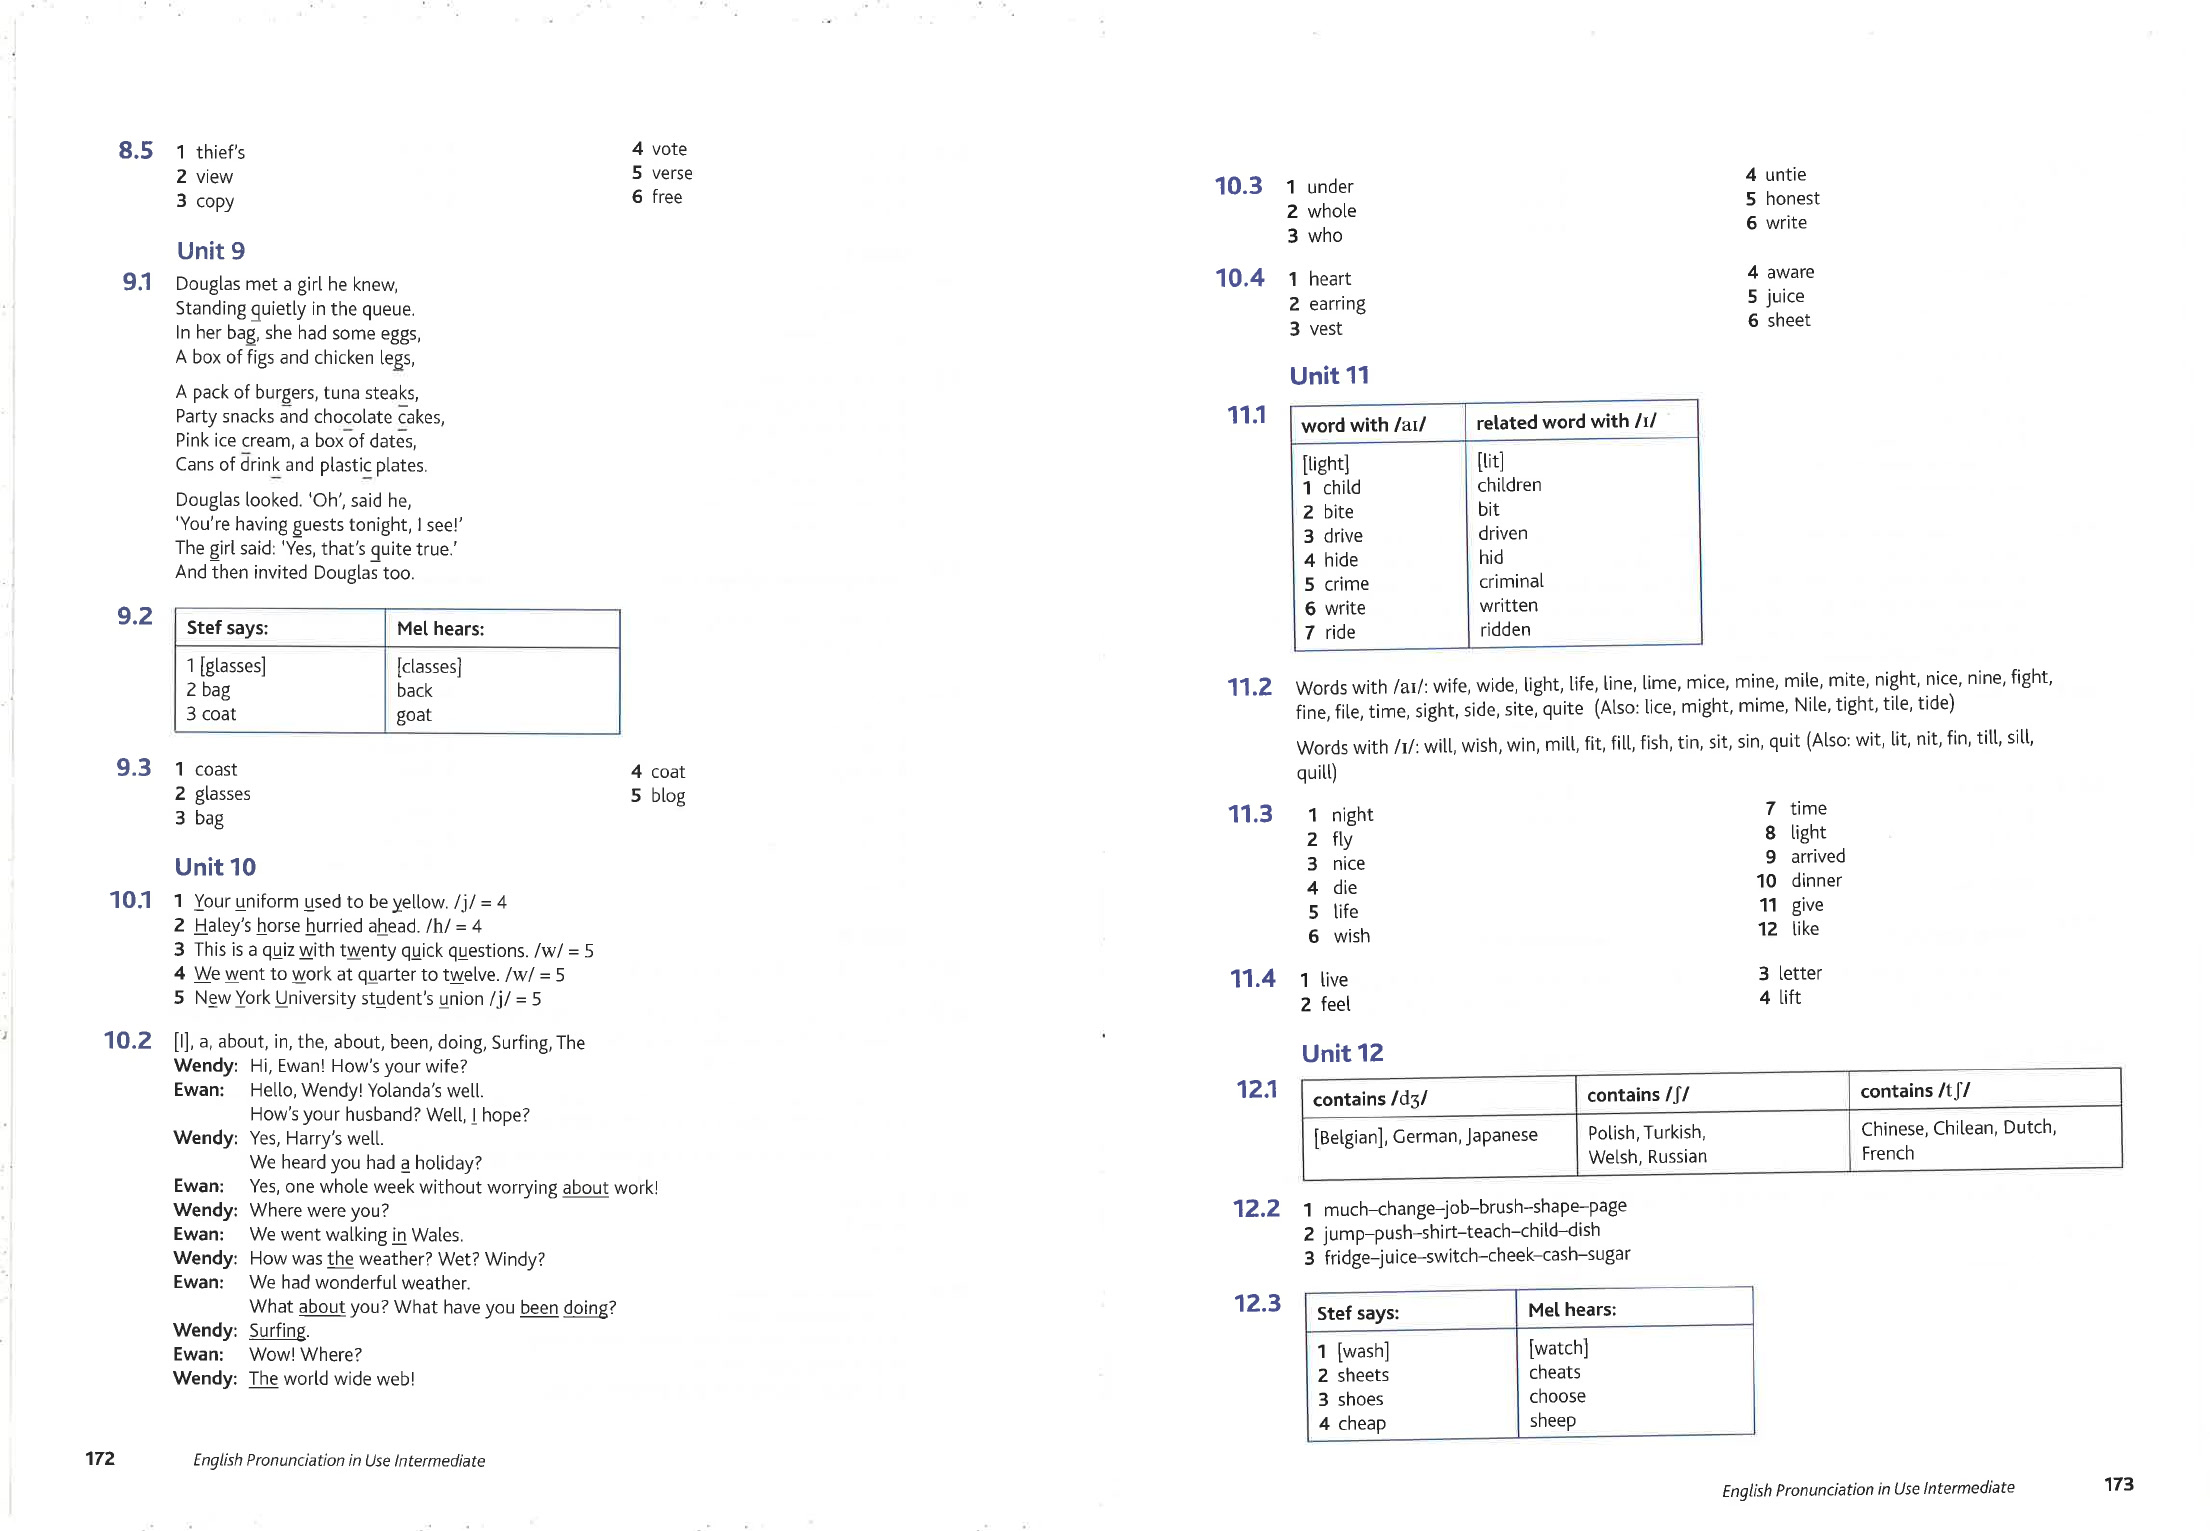 8.5 1 thief's
2 view
3 copy
4 vote
5 verse
6 free
Unit 9
9.1 Douglas met a girl he knew,
Standing quietly in the queue.
In her bag, she had some eggs,
A box of figs and chicken legs,
A pack of burgers, tuna steaks,
Party snacks and chocolate cakes,
Pink ice cream, a box of dates,
Cans of drink and plastic plates.
Douglas looked. 'Oh', said he,
'You're having guests tonight, I see!'
The girl said: 'Yes, that's quite true.'
And then invited Douglas too.
9.2 Stef says: Mel hears:
1 [glasses] [classes]
2 bag back
3 coat goat
9.3 1 coast
2 glasses
3 bag
4 coat
5 blog
Unit 10
10.1 1 Your uniform used to be yellow. /j/ = 4
2 Haley's horse hurried ahead. /h/ = 4
3 This is a quiz with twenty quick questions. /w/ = 5
4 We went to work at quarter to twelve. /w/ = 5
5 New York University student's union /j/ = 5
10.2 [I], a, about, in, the, about, been, doing, Surfing, The
Wendy: Hi, Ewan! How's your wife?
Ewan: Hello, Wendy! Yolanda's well.
How's your husband? Well, I hope?
Wendy: Yes, Harry's well.
We heard you had a holiday?
Ewan: Yes, one whole week without worrying about work!
Wendy: Where were you?
Ewan: We went walking in Wales.
Wendy: How was the weather? Wet? Windy?
Ewan: We had wonderful weather.
What about you? What have you been doing?
Wendy: Surfing.
Ewan: Wow! Where?
Wendy: The world wide web!
172 English Pronunciation in Use Intermediate
10.3 1 under
2 whole
3 who
4 untie
5 honest
6 write
10.4 1 heart
2 earring
3 vest
4 aware
5 juice
6 sheet
Unit 11
11.1 word with /aɪ/ related word with /ɪ/
[light] [lit]
1 child children
2 bite bit
3 drive driven
4 hide hid
5 crime criminal
6 write written
7 ride ridden
11.2 Words with /aɪ/: wife, wide, light, life, line, lime, mice, mine, mile, mite, night, nice, nine, fight,
fine, file, time, sight, side, site, quite (Also: lice, might, mime, Nile, tight, tile, tide)
Words with /ɪ/: will, wish, win, mill, fit, fill, fish, tin, sit, sin, quit (Also: wit, lit, nit, fin, till, sill,
quill)
11.3 1 night
2 fly
3 nice
4 die
5 life
6 wish
7 time
8 light
9 arrived
10 dinner
11 give
12 like
11.4 1 live
2 feel
3 letter
4 lift
Unit 12
12.1 contains /dʒ/ contains /ʃ/ contains /tʃ/
[Belgian], German, Japanese Polish, Turkish, Chinese, Chilean, Dutch,
Welsh, Russian French
12.2 1 much–change–job–brush–shape–page
2 jump–push–shirt–teach–child–dish
3 fridge–juice–switch–cheek–cash–sugar
12.3 Stef says: Mel hears:
1 [wash] [watch]
2 sheets cheats
3 shoes choose
4 cheap sheep
English Pronunciation in Use Intermediate 173